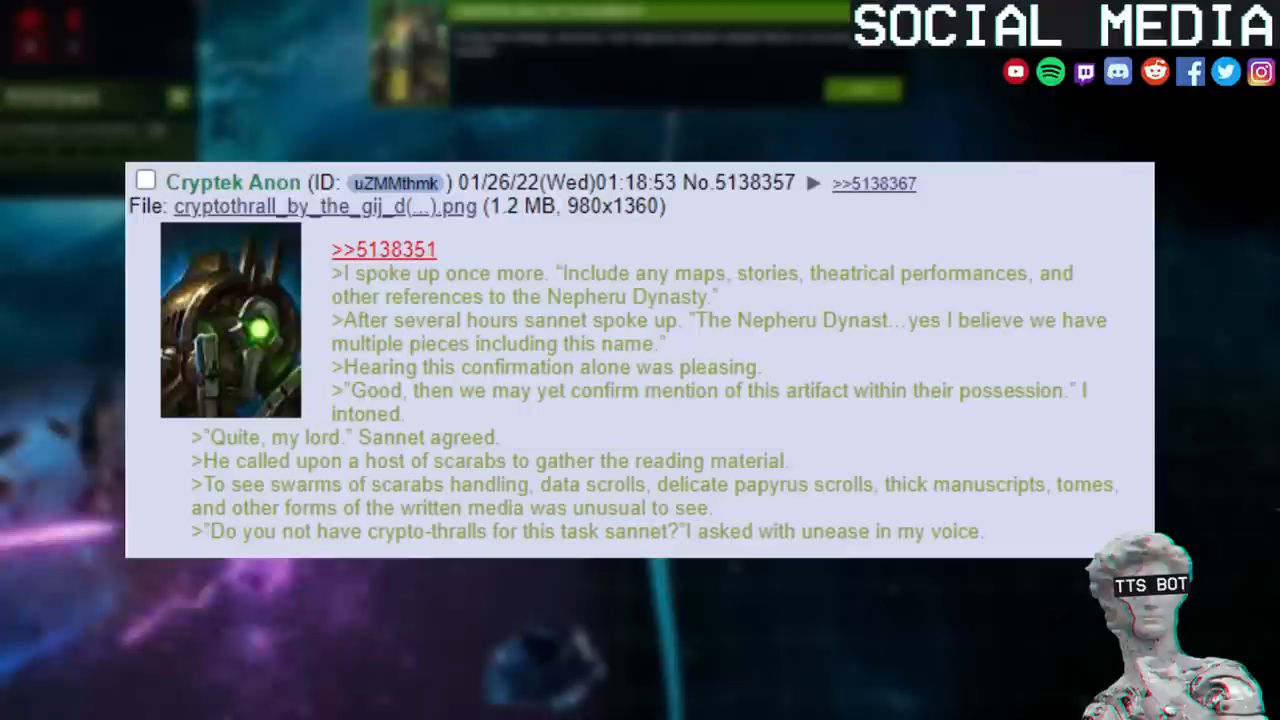 SOCIAL MEDIA
Cryptek Anon (ID: uZMMthmk ) 01/26/22(Wed)01:18:53 No.5138357 ▶ >>5138367
File: cryptothrall_by_the_gij_d(...).png (1.2 MB, 980x1360)
>>5138351
>I spoke up once more. “Include any maps, stories, theatrical performances, and
other references to the Nepheru Dynasty.”
>After several hours sannet spoke up. ”The Nepheru Dynast…yes I believe we have
multiple pieces including this name.”
>Hearing this confirmation alone was pleasing.
>”Good, then we may yet confirm mention of this artifact within their possession.” I
intoned.
>”Quite, my lord.” Sannet agreed.
>He called upon a host of scarabs to gather the reading material.
>To see swarms of scarabs handling, data scrolls, delicate papyrus scrolls, thick manuscripts, tomes,
and other forms of the written media was unusual to see.
>”Do you not have crypto-thralls for this task sannet?”I asked with unease in my voice.
TTS BOT